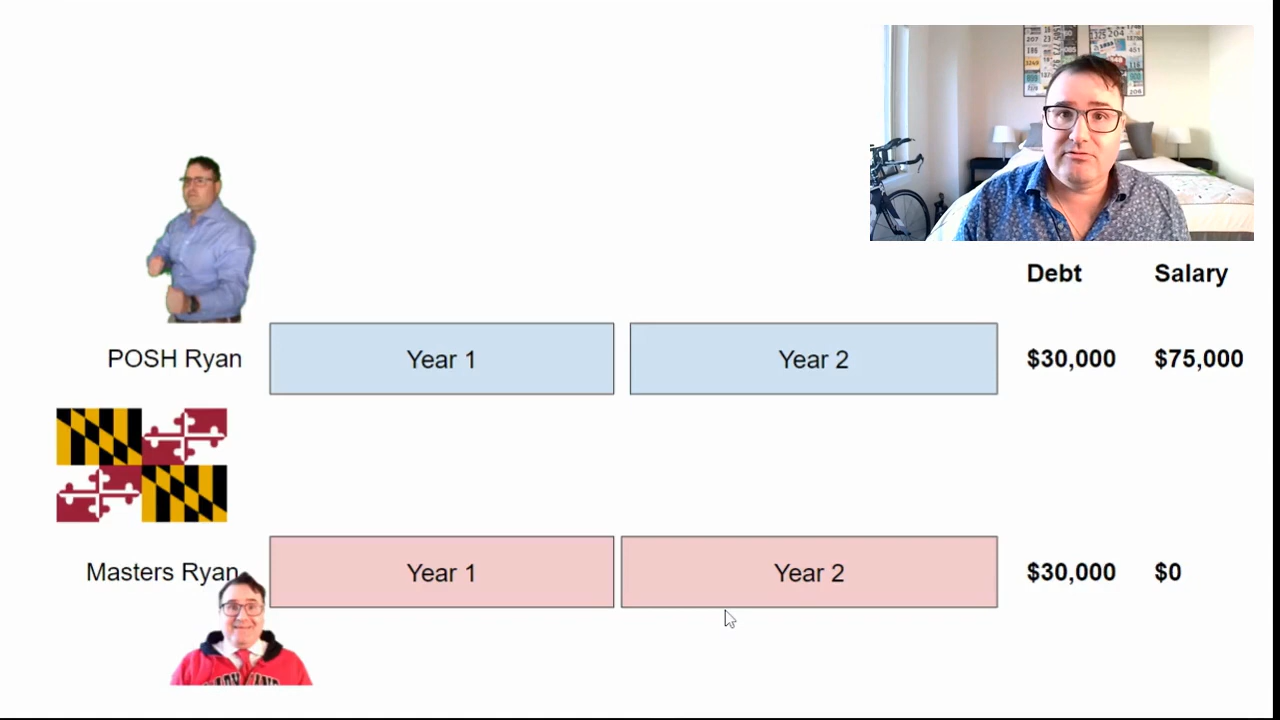 Debt Salary
POSH Ryan Year 1 Year 2 $30,000 $75,000
Masters Ryan Year 1 Year 2 $30,000 $0